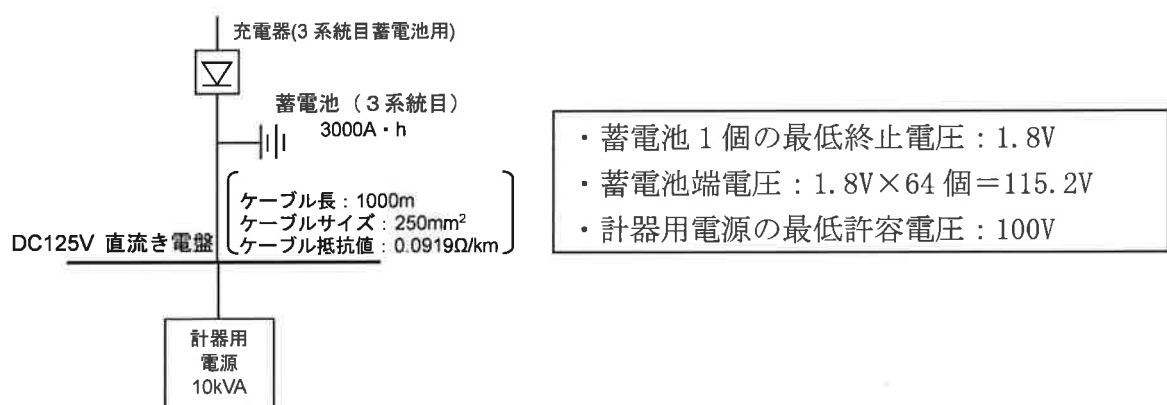 充電器(3 系統目蓄電池用)
蓄電池（３系統目）
3000A・h
ケーブル長：1000m
ケーブルサイズ：250mm²
ケーブル抵抗値：0.0919Ω/km
DC125V 直流き電盤
計器用
電源
10kVA
・蓄電池 1 個の最低終止電圧：1.8V
・蓄電池端電圧：1.8V×64 個＝115.2V
・計器用電源の最低許容電圧：100V